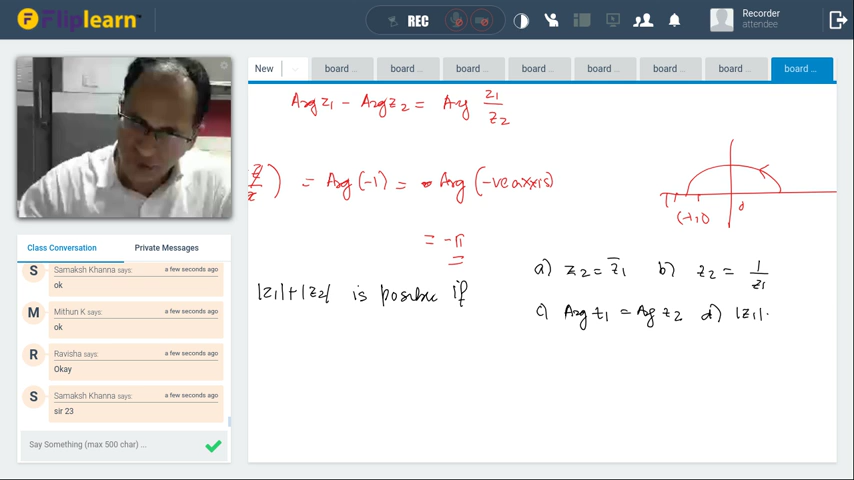 Fliplearn
REC
Recorder
attendee
New
board ...
board ...
board ...
board ...
board ...
board ...
board ...
board ...
Arg z1 - Arg z2 = Arg z1/z2
= Arg (-1) = Arg (-ve axxis)
= -π
(-1,0)
0
|z1|+|z2| is possible if
a) z2 = z̄1 b) z2 = 1/z1
c) Arg z1 = Arg z2 d) |z1|
Class Conversation
Private Messages
S
Samaksh Khanna says:
a few seconds ago
ok
M
Mithun K says:
a few seconds ago
ok
R
Ravisha says:
a few seconds ago
Okay
S
Samaksh Khanna says:
a few seconds ago
sir 23
Say Something (max 500 char) ...